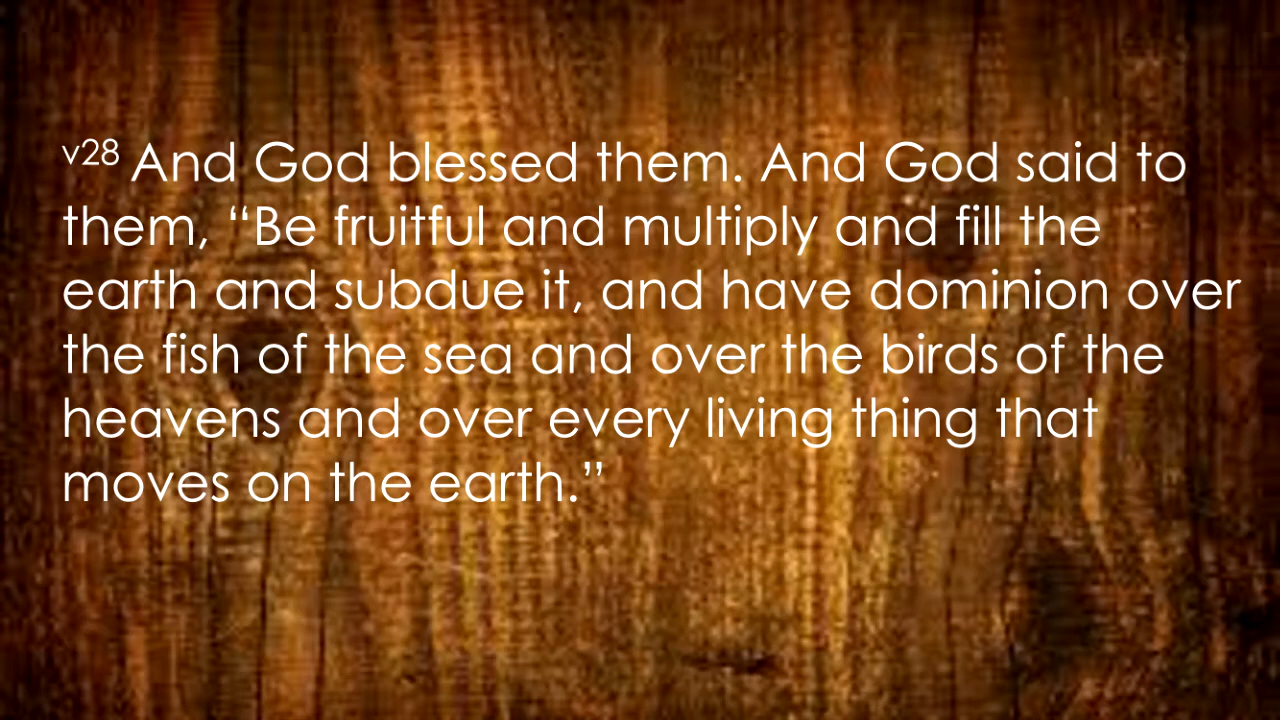 v28 And God blessed them. And God said to
them, “Be fruitful and multiply and fill the
earth and subdue it, and have dominion over
the fish of the sea and over the birds of the
heavens and over every living thing that
moves on the earth.”